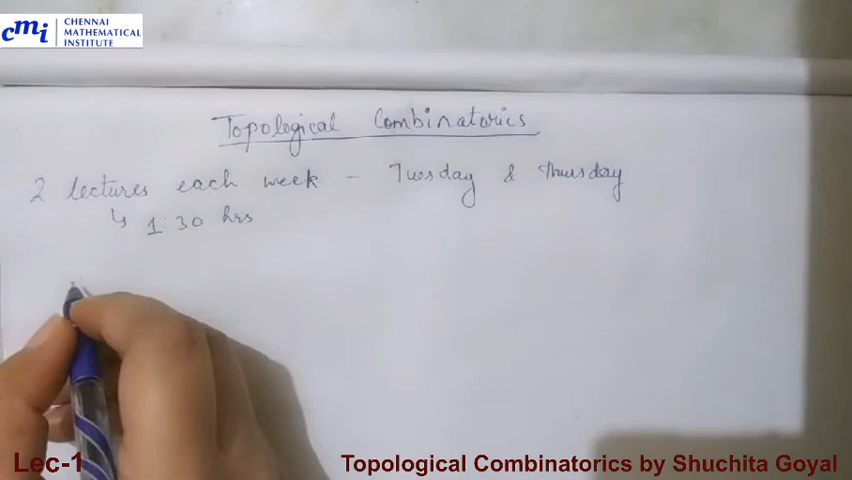 cmi CHENNAI
MATHEMATICAL
INSTITUTE
Topological Combinatorics
2 lectures each week - Tuesday & Thursday
↳ 1:30 hrs
Lec-1
Topological Combinatorics by Shuchita Goyal